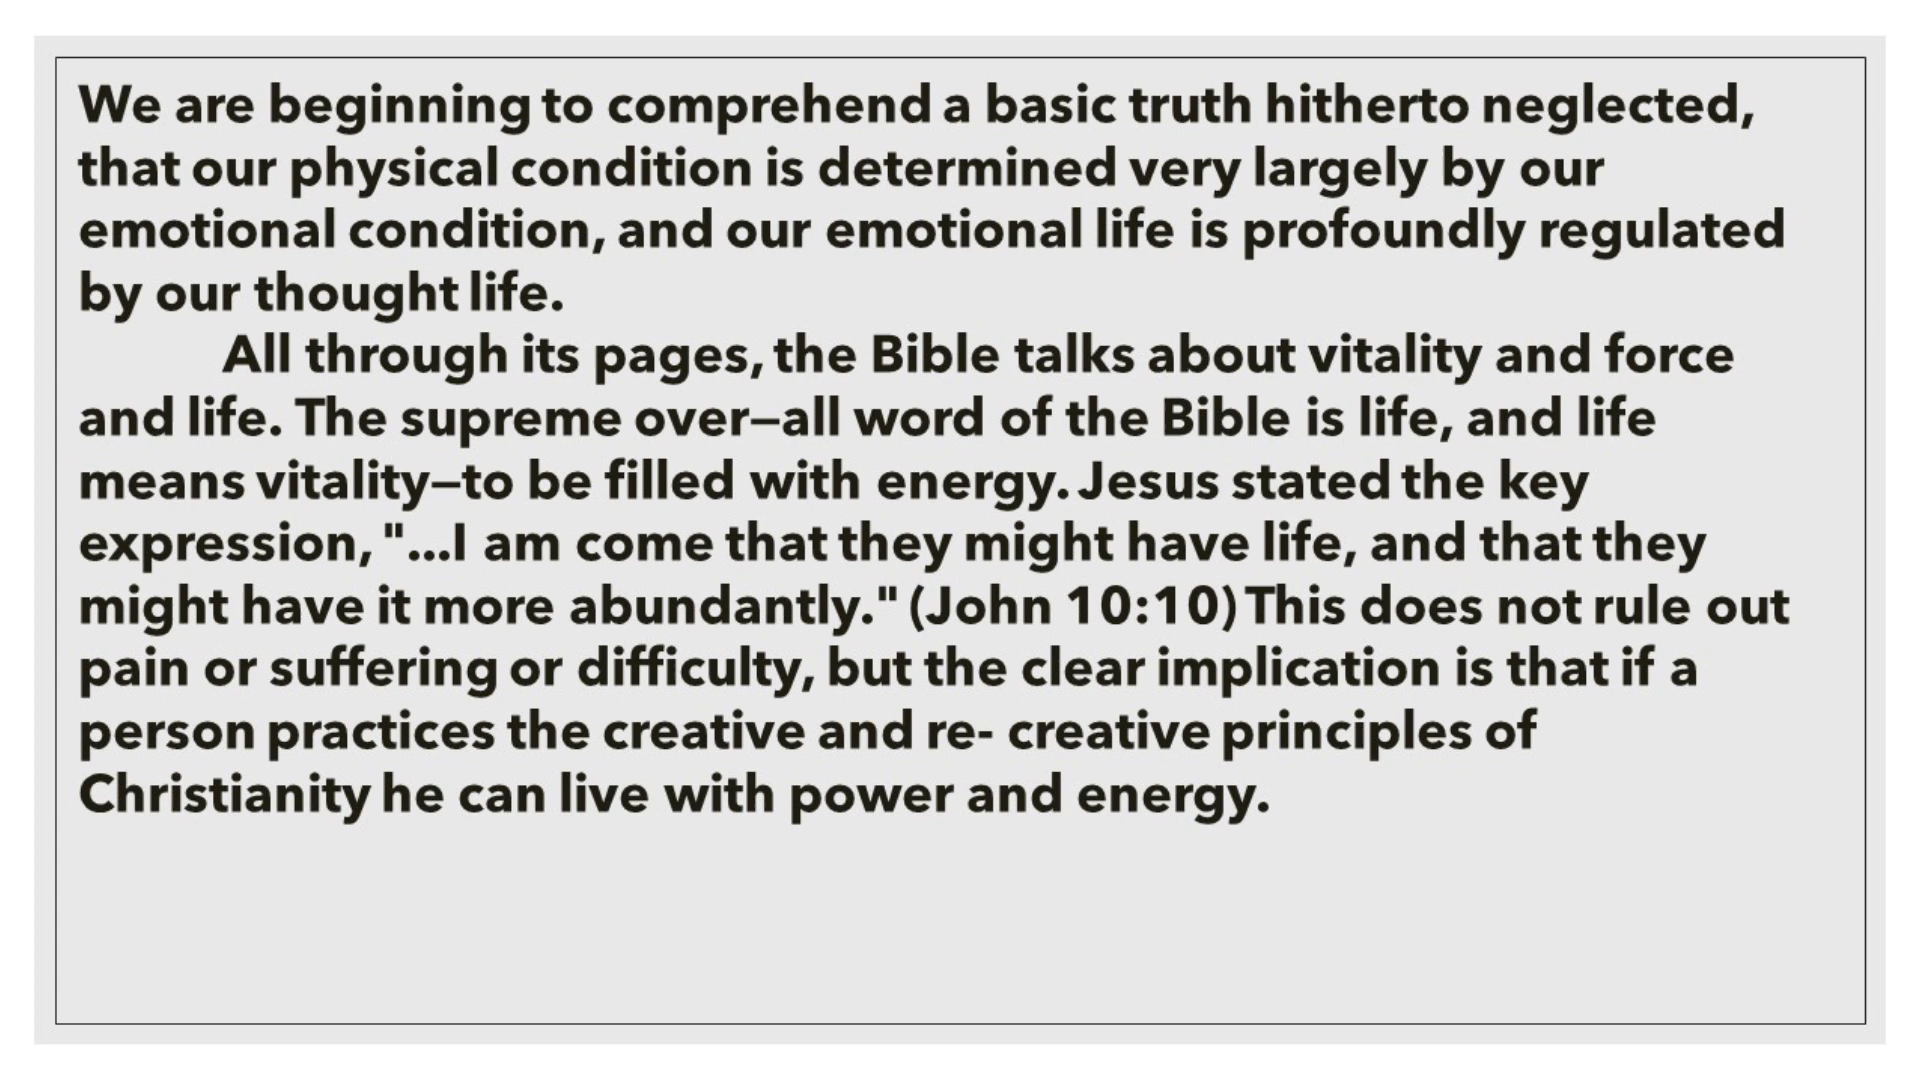 We are beginning to comprehend a basic truth hitherto neglected,
that our physical condition is determined very largely by our
emotional condition, and our emotional life is profoundly regulated
by our thought life.
All through its pages, the Bible talks about vitality and force
and life. The supreme over—all word of the Bible is life, and life
means vitality—to be filled with energy. Jesus stated the key
expression, "...I am come that they might have life, and that they
might have it more abundantly." (John 10:10) This does not rule out
pain or suffering or difficulty, but the clear implication is that if a
person practices the creative and re- creative principles of
Christianity he can live with power and energy.